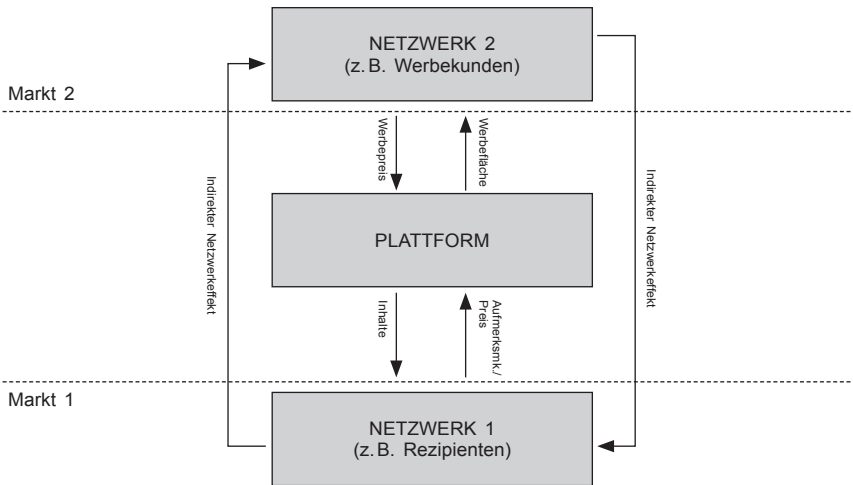 NETZWERK 2
(z. B. Werbekunden)
Markt 2
Werbepreis
Werbefläche
Indirekter Netzwerkeffekt
Indirekter Netzwerkeffekt
PLATTFORM
Inhalte
Aufmerksmk./
Preis
Markt 1
NETZWERK 1
(z. B. Rezipienten)